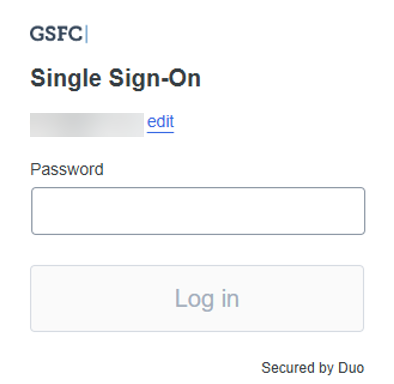 GSFC|
Single Sign-On
edit
Password
Log in
Secured by Duo